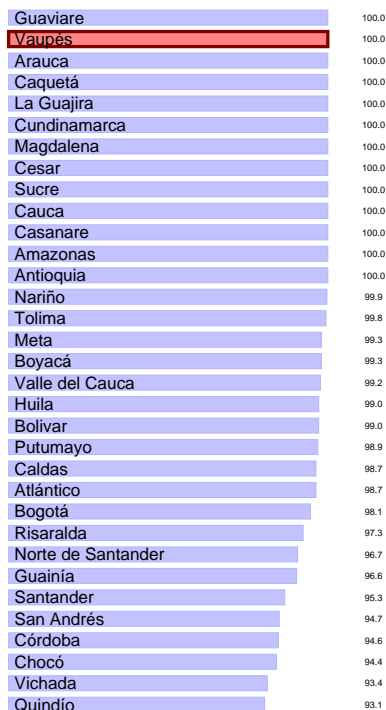 Guaviare 100.0
Vaupés 100.0
Arauca 100.0
Caquetá 100.0
La Guajira 100.0
Cundinamarca 100.0
Magdalena 100.0
Cesar 100.0
Sucre 100.0
Cauca 100.0
Casanare 100.0
Amazonas 100.0
Antioquia 100.0
Nariño 99.9
Tolima 99.8
Meta 99.3
Boyacá 99.3
Valle del Cauca 99.2
Huila 99.0
Bolivar 99.0
Putumayo 98.9
Caldas 98.7
Atlántico 98.7
Bogotá 98.1
Risaralda 97.3
Norte de Santander 96.7
Guainía 96.6
Santander 95.3
San Andrés 94.7
Córdoba 94.6
Chocó 94.4
Vichada 93.4
Quindío 93.1